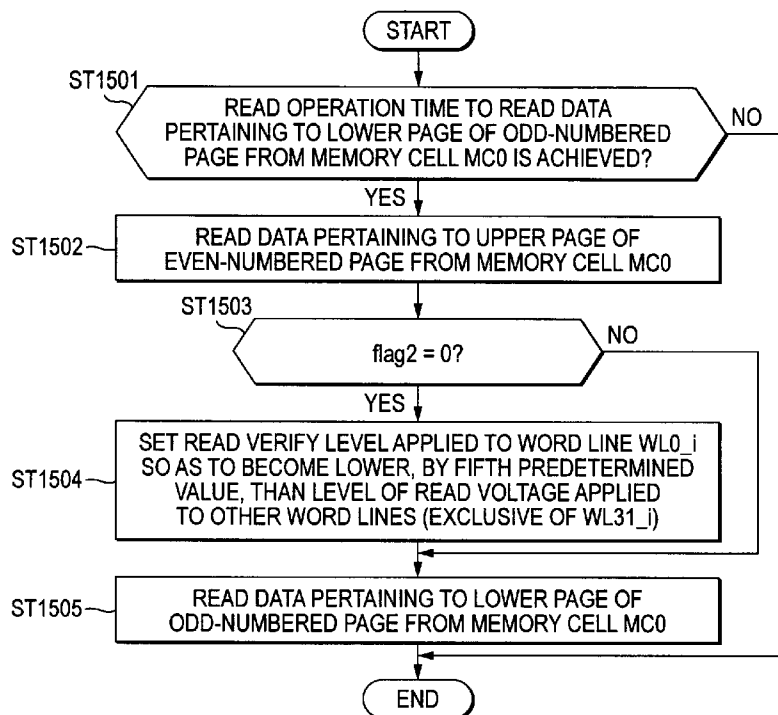 START
ST1501
READ OPERATION TIME TO READ DATA
PERTAINING TO LOWER PAGE OF ODD-NUMBERED
PAGE FROM MEMORY CELL MC0 IS ACHIEVED?
NO
YES
ST1502
READ DATA PERTAINING TO UPPER PAGE OF
EVEN-NUMBERED PAGE FROM MEMORY CELL MC0
ST1503
flag2 = 0?
NO
YES
ST1504
SET READ VERIFY LEVEL APPLIED TO WORD LINE WL0_i
SO AS TO BECOME LOWER, BY FIFTH PREDETERMINED
VALUE, THAN LEVEL OF READ VOLTAGE APPLIED
TO OTHER WORD LINES (EXCLUSIVE OF WL31_i)
ST1505
READ DATA PERTAINING TO LOWER PAGE OF
ODD-NUMBERED PAGE FROM MEMORY CELL MC0
END